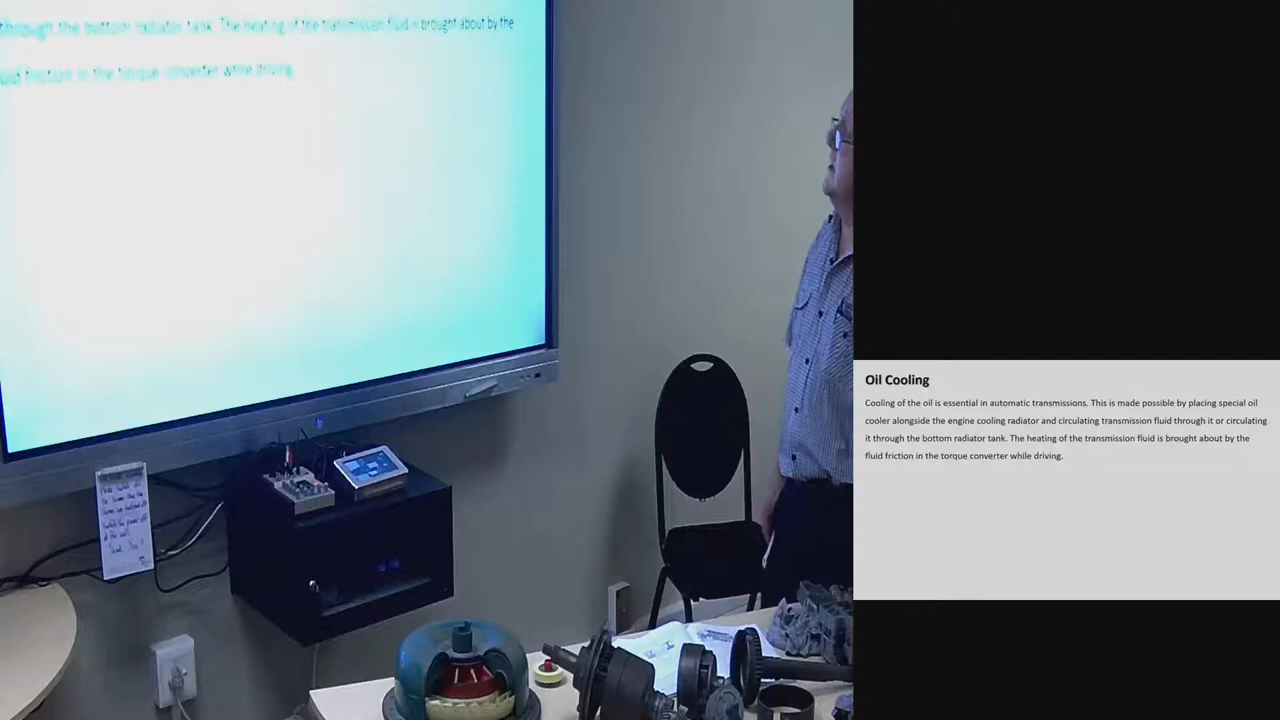 through the bottom radiator tank. The heating of the transmission fluid is brought about by the
fluid friction in the torque converter while driving.
Oil Cooling
Cooling of the oil is essential in automatic transmissions. This is made possible by placing special oil
cooler alongside the engine cooling radiator and circulating transmission fluid through it or circulating
it through the bottom radiator tank. The heating of the transmission fluid is brought about by the
fluid friction in the torque converter while driving.